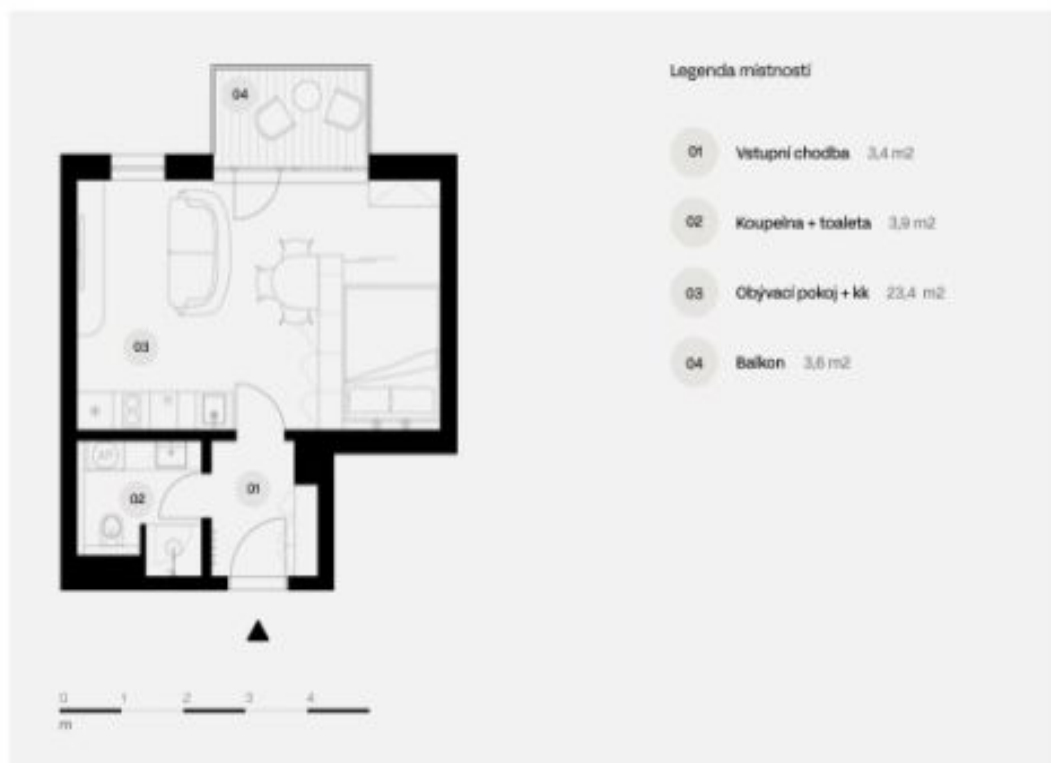 Legenda místností
01 Vstupní chodba 3,4 m2
02 Koupelna + toaleta 3,9 m2
03 Obývací pokoj + kk 23,4 m2
04 Balkon 3,6 m2
04
03
02
01
0 1 2 3 4
m